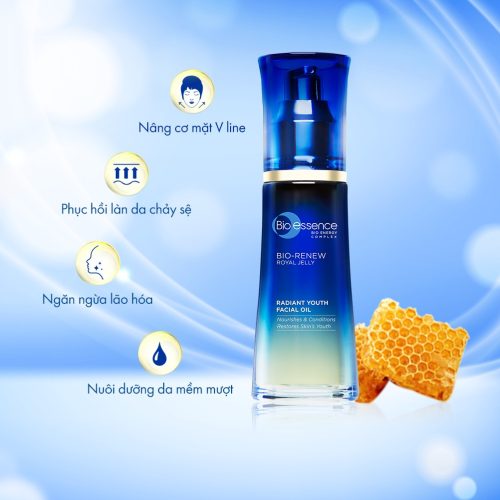 Nâng cơ mặt V line
Phục hồi làn da chảy sệ
Ngăn ngừa lão hóa
Nuôi dưỡng da mềm mượt
Bio essence
BIO ENERGY
COMPLEX
BIO-RENEW
ROYAL JELLY
RADIANT YOUTH
FACIAL OIL
Nourishes & Conditions
Restores Skin's Youth